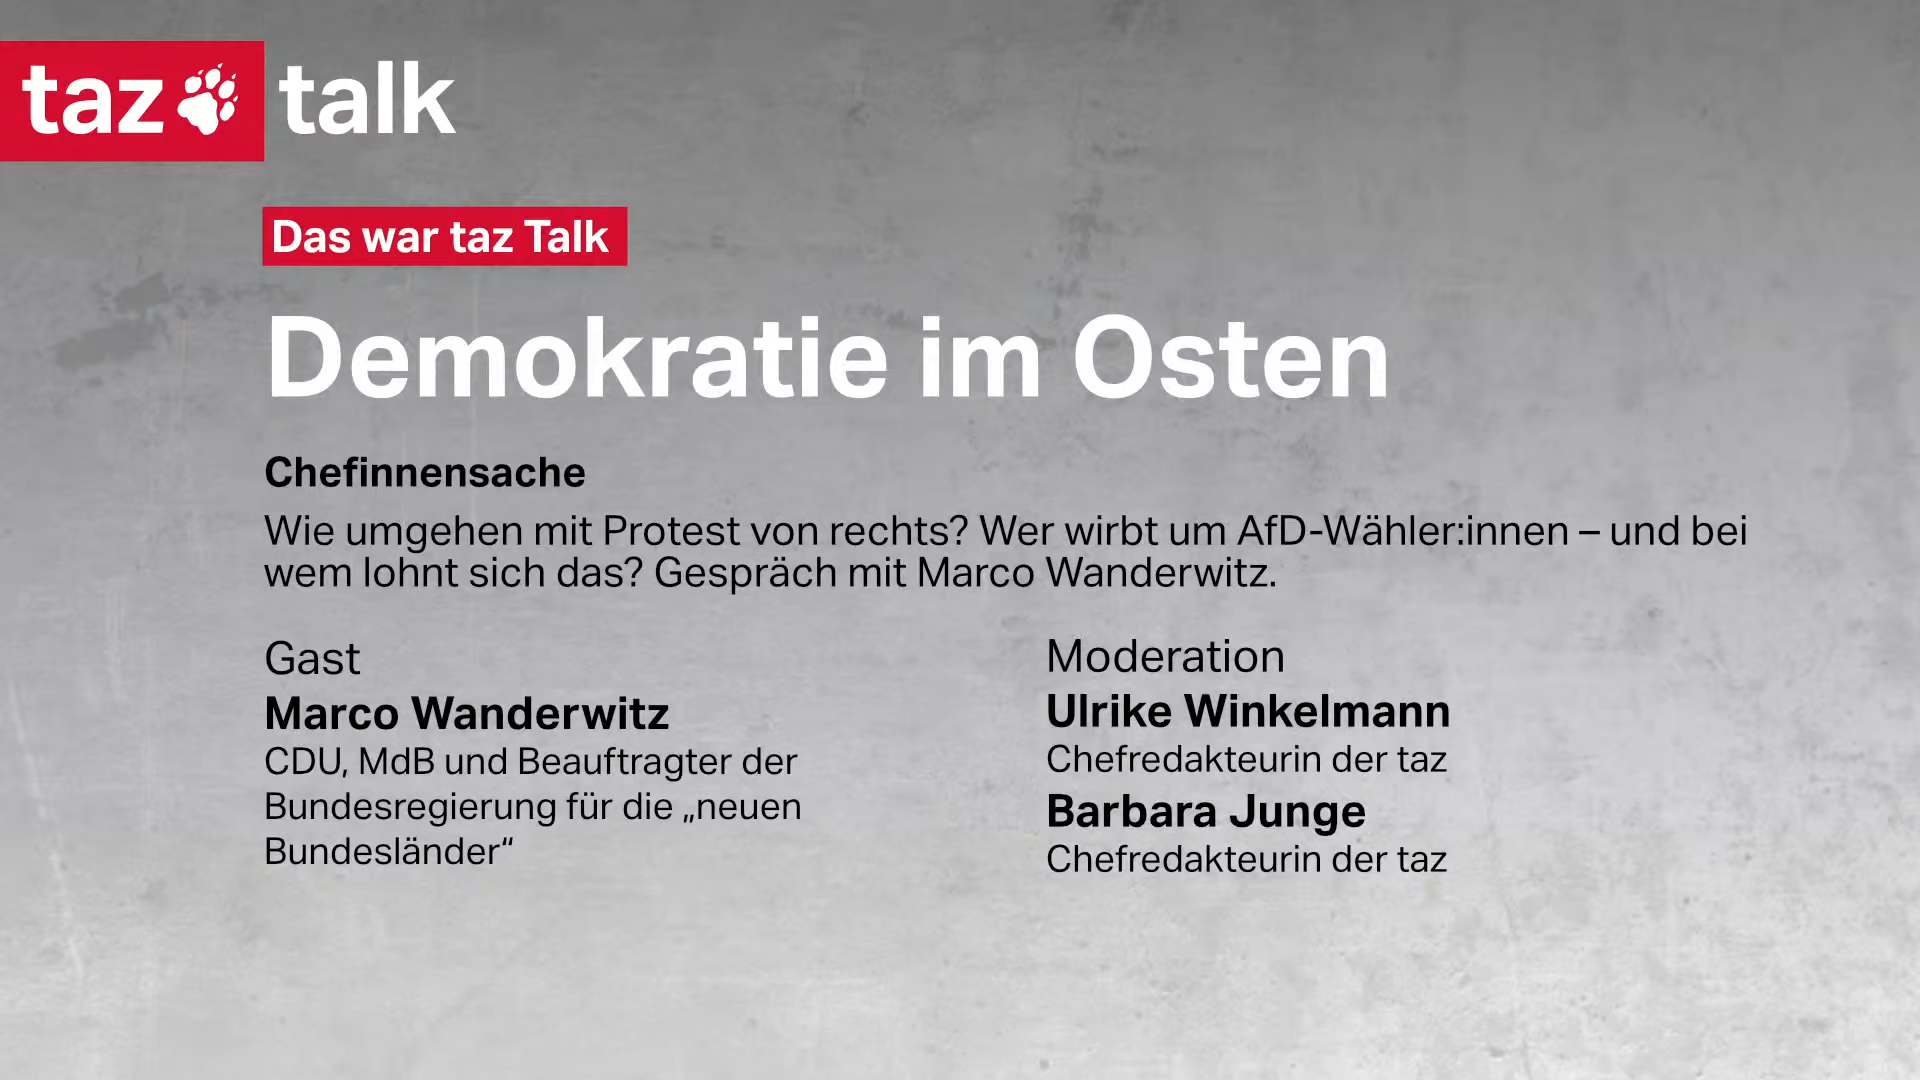 taz talk
Das war taz Talk
Demokratie im Osten
Chefinnensache
Wie umgehen mit Protest von rechts? Wer wirbt um AfD-Wähler:innen – und bei
wem lohnt sich das? Gespräch mit Marco Wanderwitz.
Gast
Marco Wanderwitz
CDU, MdB und Beauftragter der
Bundesregierung für die „neuen
Bundesländer“
Moderation
Ulrike Winkelmann
Chefredakteurin der taz
Barbara Junge
Chefredakteurin der taz